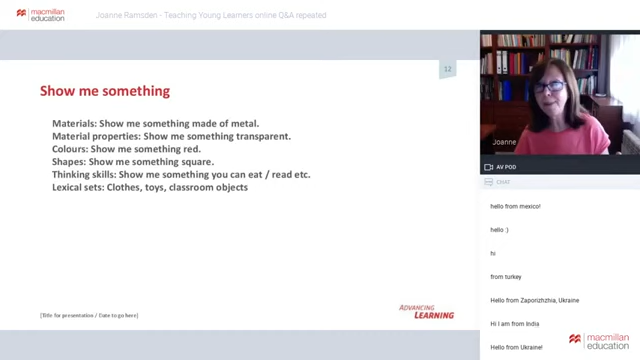 macmillan
education
Joanne Ramsden - Teaching Young Learners online Q&A repeated
12
Show me something
Materials: Show me something made of metal.
Material properties: Show me something transparent.
Colours: Show me something red.
Shapes: Show me something square.
Thinking skills: Show me something you can eat / read etc.
Lexical sets: Clothes, toys, classroom objects
ADVANCING
LEARNING
[Title for presentation / Date to go here]
Joanne
AV POD
CHAT
hello from mexico!
hello :)
hi
from turkey
Hello from Zaporizhzhia, Ukraine
Hi I am from India
Hello from Ukraine!
macmillan
education